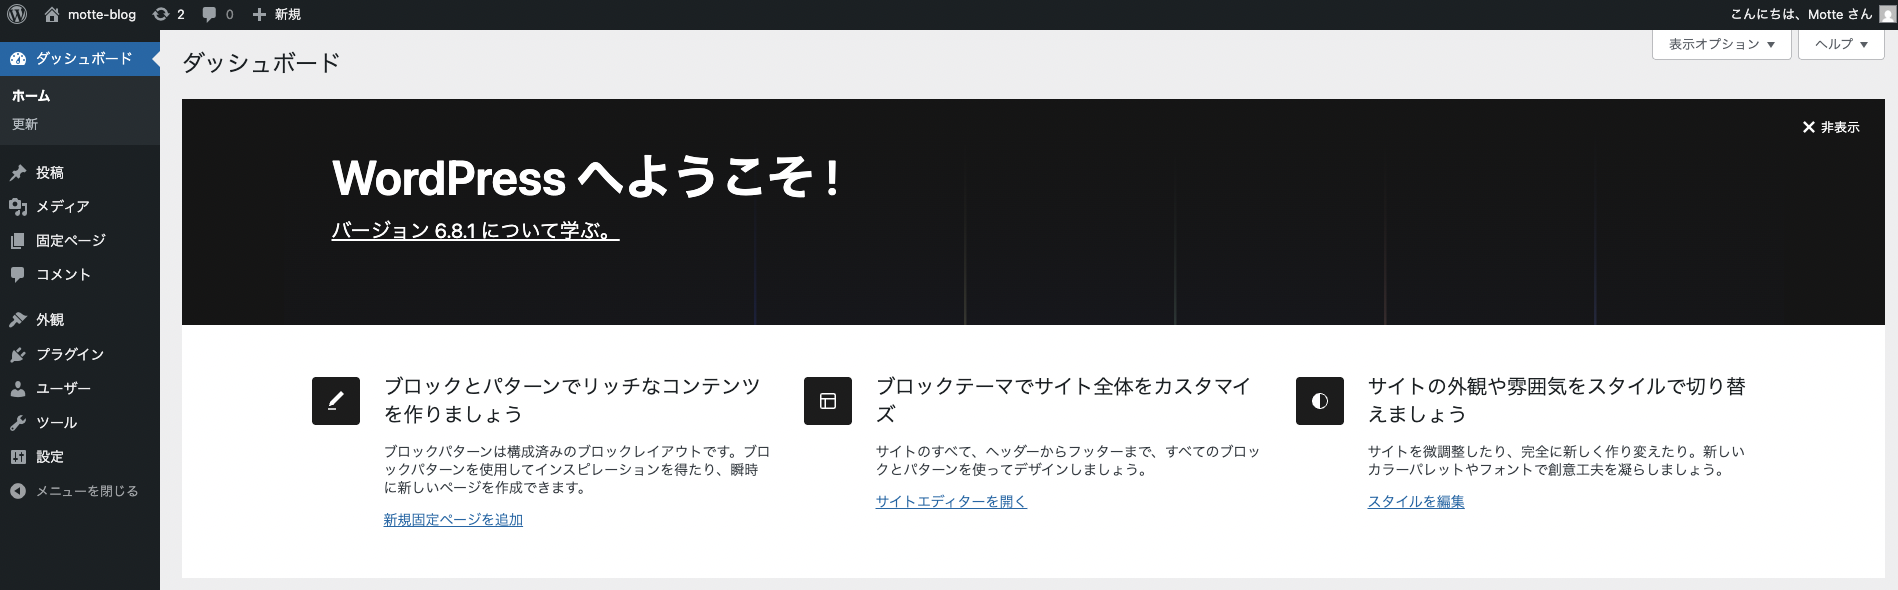 motte-blog 2 0 新規 こんにちは、Motte さん
ダッシュボード
ホーム
更新
投稿
メディア
固定ページ
コメント
外観
プラグイン
ユーザー
ツール
設定
メニューを閉じる
表示オプション ヘルプ
ダッシュボード
非表示
WordPress へようこそ !
バージョン 6.8.1 について学ぶ。
ブロックとパターンでリッチなコンテンツ
を作りましょう
ブロックパターンは構成済みのブロックレイアウトです。ブロ
ックパターンを使用してインスピレーションを得たり、瞬時
に新しいページを作成できます。
新規固定ページを追加
ブロックテーマでサイト全体をカスタマイ
ズ
サイトのすべて、ヘッダーからフッターまで、すべてのブロッ
クとパターンを使ってデザインしましょう。
サイトエディターを開く
サイトの外観や雰囲気をスタイルで切り替
えましょう
サイトを微調整したり、完全に新しく作り変えたり。新しい
カラーパレットやフォントで創意工夫を凝らしましょう。
スタイルを編集